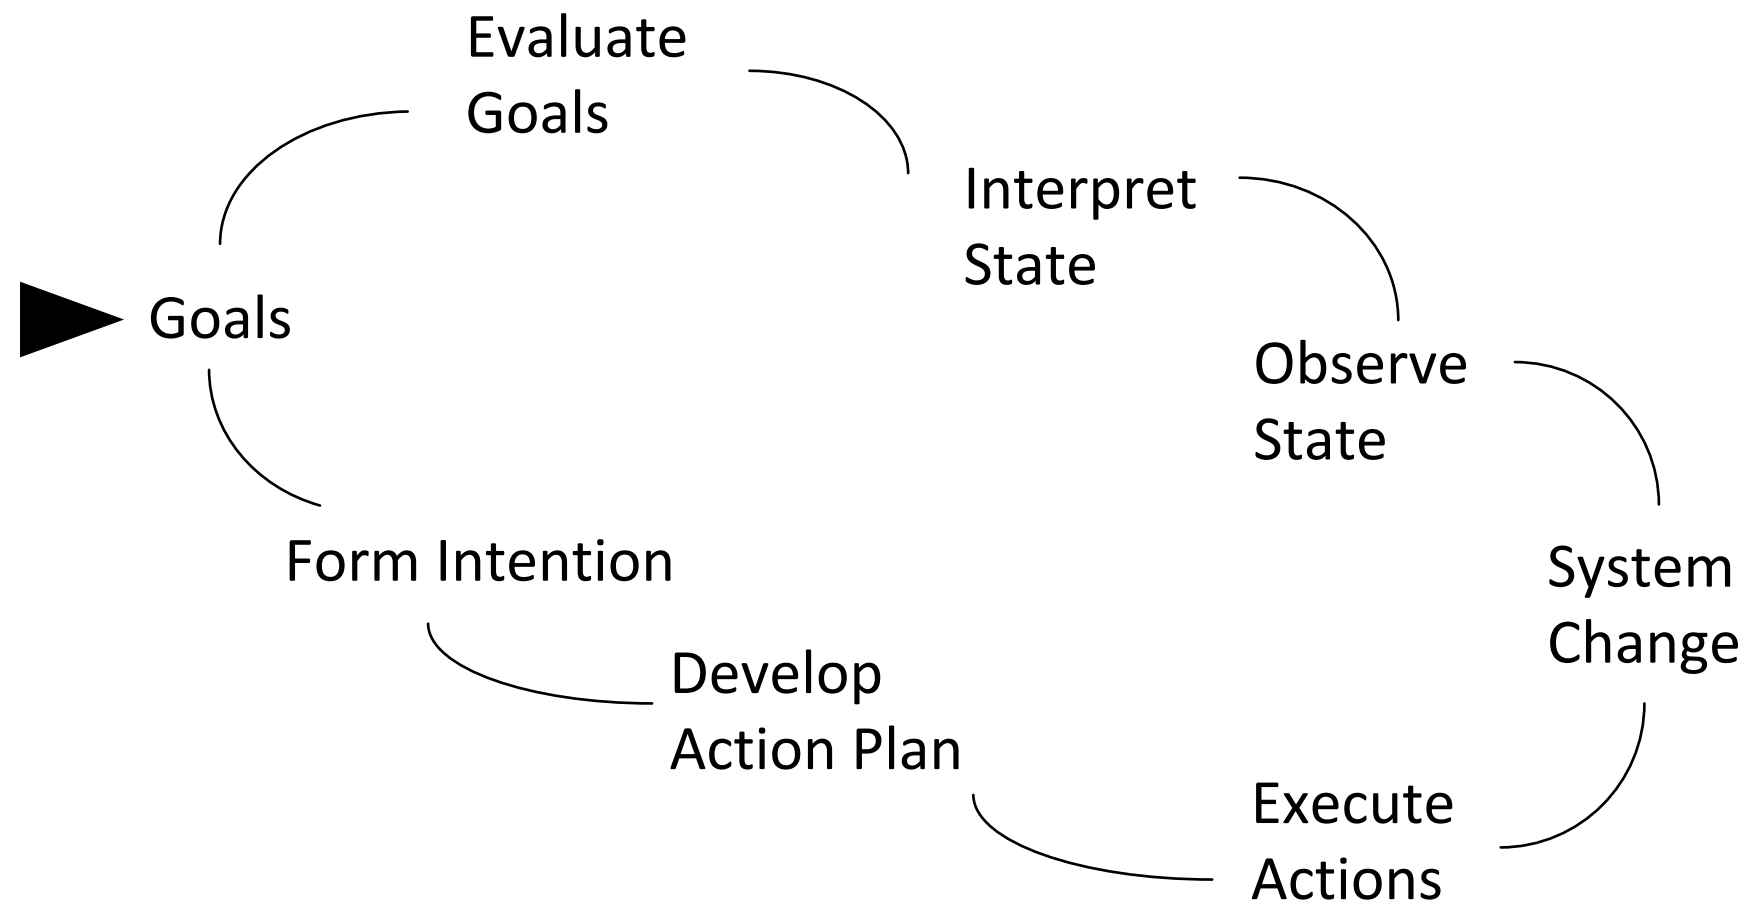 Evaluate
Goals
Interpret
State
Goals
Observe
State
Form Intention
System
Change
Develop
Action Plan
Execute
Actions